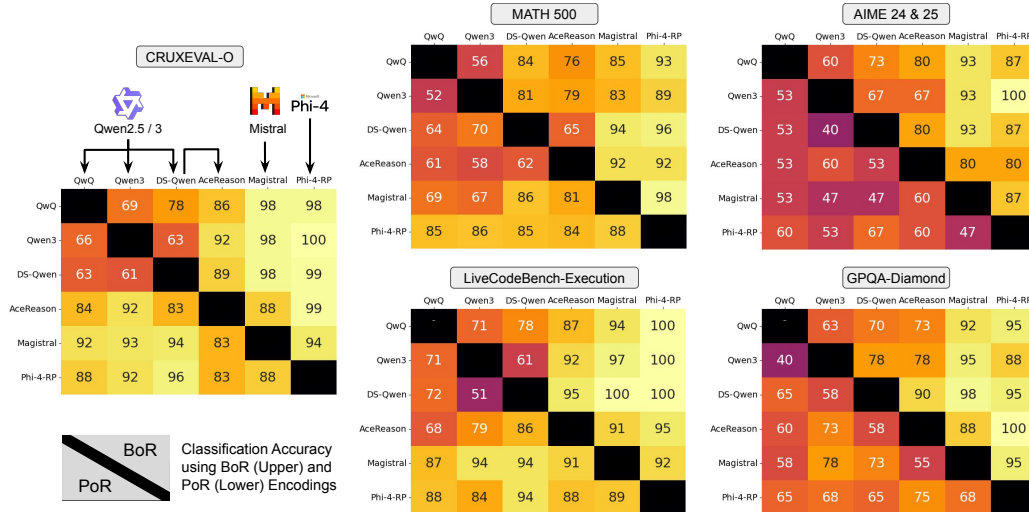 CRUXEVAL-O
Qwen2.5 / 3
Mistral
Microsoft
Phi-4
QwQ Qwen3 DS-Qwen AceReason Magistral Phi-4-RP
QwQ 69 78 86 98 98
Qwen3 66 63 92 98 100
DS-Qwen 63 61 89 98 99
AceReason 84 92 83 88 99
Magistral 92 93 94 83 94
Phi-4-RP 88 92 96 83 88
BoR
PoR
Classification Accuracy
using BoR (Upper) and
PoR (Lower) Encodings
MATH 500
QwQ Qwen3 DS-Qwen AceReason Magistral Phi-4-RP
QwQ 56 84 76 85 93
Qwen3 52 81 79 83 89
DS-Qwen 64 70 65 94 96
AceReason 61 58 62 92 92
Magistral 69 67 86 81 98
Phi-4-RP 85 86 85 84 88
AIME 24 & 25
QwQ Qwen3 DS-Qwen AceReason Magistral Phi-4-RP
QwQ 60 73 80 93 87
Qwen3 53 67 67 93 100
DS-Qwen 53 40 80 93 87
AceReason 53 60 53 80 80
Magistral 53 47 47 60 87
Phi-4-RP 60 53 67 60 47
LiveCodeBench-Execution
QwQ Qwen3 DS-Qwen AceReason Magistral Phi-4-RP
QwQ - 71 78 87 94 100
Qwen3 71 61 92 97 100
DS-Qwen 72 51 95 100 100
AceReason 68 79 86 91 95
Magistral 87 94 94 91 92
Phi-4-RP 88 84 94 88 89
GPQA-Diamond
QwQ Qwen3 DS-Qwen AceReason Magistral Phi-4-RP
QwQ - 63 70 73 92 95
Qwen3 40 78 78 95 88
DS-Qwen 65 58 90 98 95
AceReason 60 73 58 88 100
Magistral 58 78 73 55 95
Phi-4-RP 65 68 65 75 68